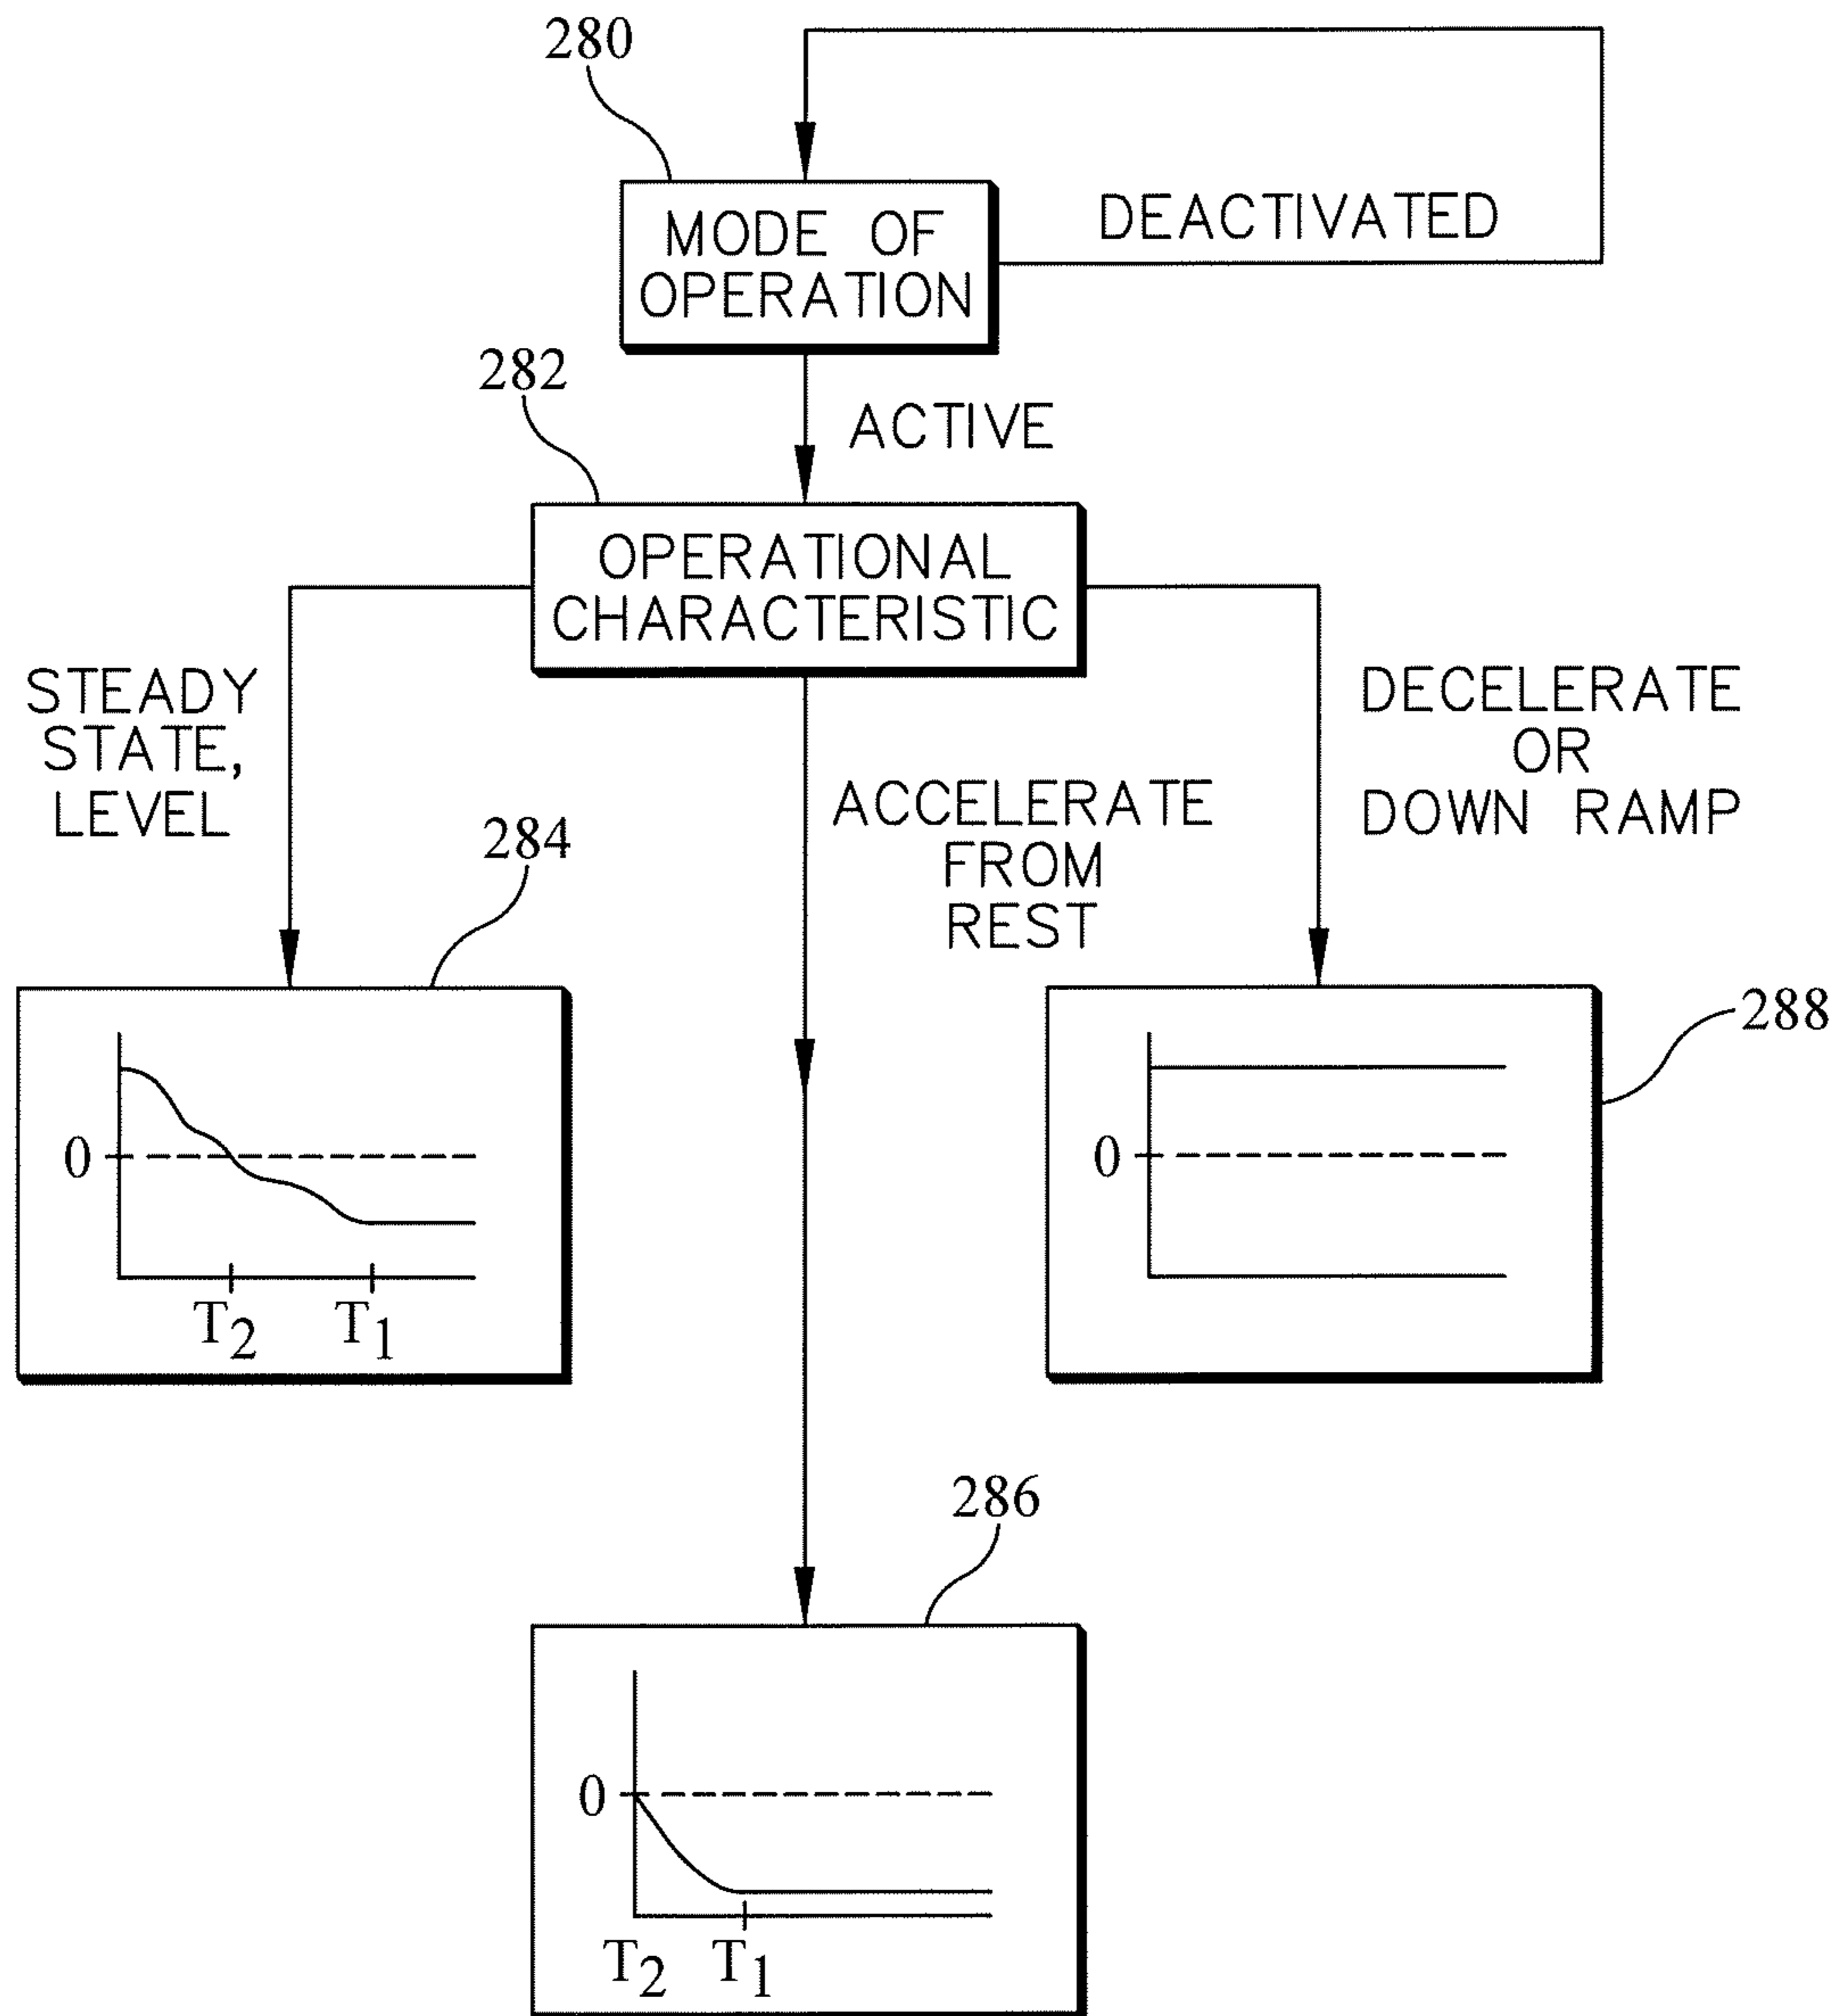 280
MODE OF
OPERATION
DEACTIVATED
282
ACTIVE
OPERATIONAL
CHARACTERISTIC
STEADY
STATE,
LEVEL
ACCELERATE
FROM
REST
DECELERATE
OR
DOWN RAMP
284
0
T2
T1
288
0
286
0
T2
T1